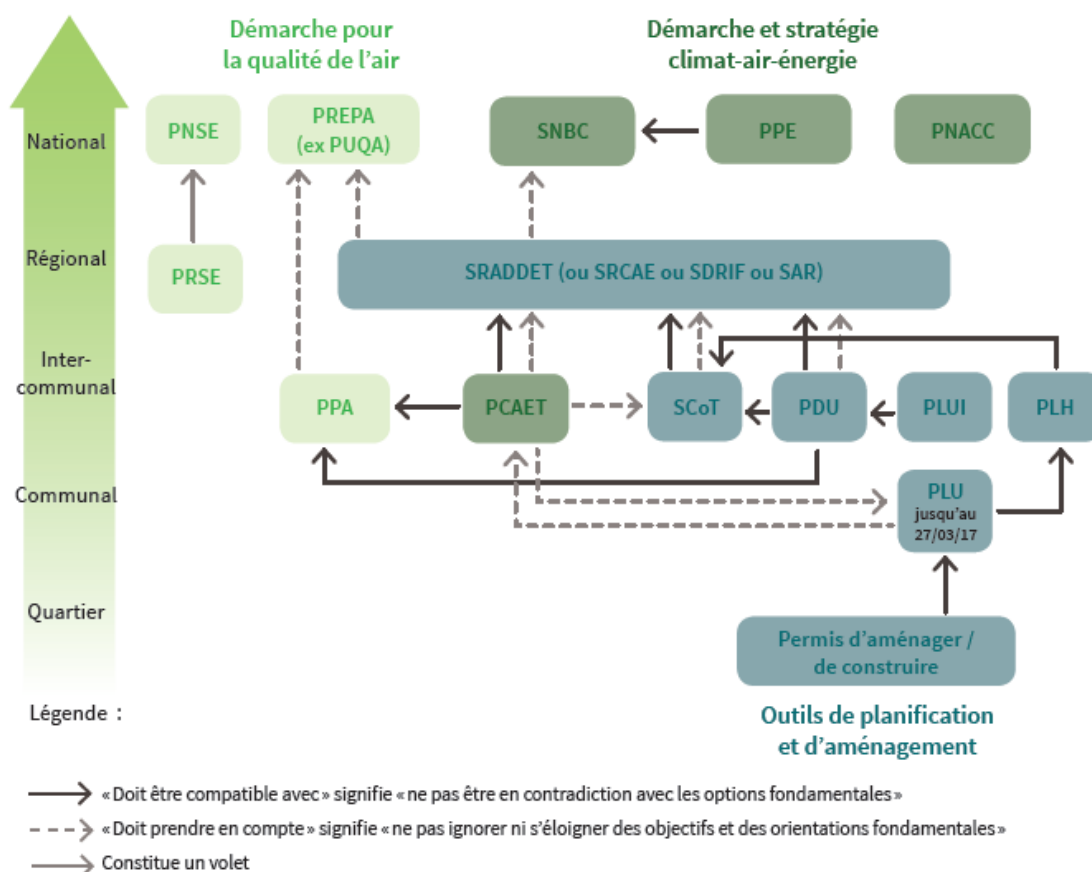 Démarche pour
la qualité de l'air
Démarche et stratégie
climat-air-énergie
National
PNSE
PREPA
(ex PUQA)
SNBC
PPE
PNACC
Régional
PRSE
SRADDET (ou SRCAE ou SDRIF ou SAR)
Inter-
communal
PPA
PCAET
SCoT
PDU
PLUI
PLH
Communal
PLU
jusqu'au
27/03/17
Quartier
Permis d'aménager /
de construire
Légende :
Outils de planification
et d'aménagement
«Doit être compatible avec» signifie «ne pas être en contradiction avec les options fondamentales»
«Doit prendre en compte» signifie «ne pas ignorer ni s'éloigner des objectifs et des orientations fondamentales»
Constitue un volet